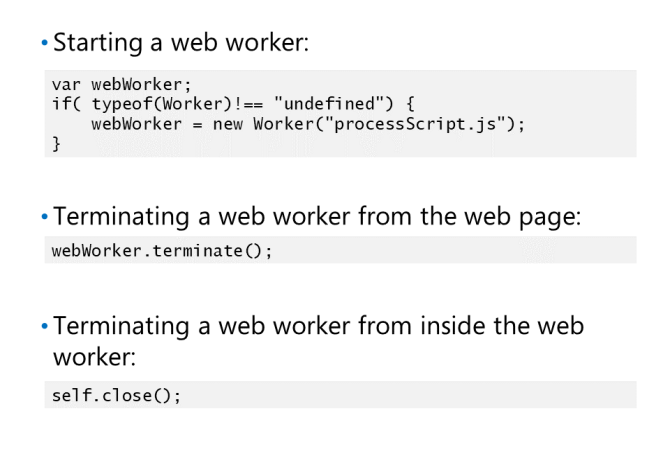 • Starting a web worker:
var webWorker;
if( typeof(Worker)!== "undefined") {
    webWorker = new Worker("processScript.js");
}
• Terminating a web worker from the web page:
webWorker.terminate();
• Terminating a web worker from inside the web
worker:
self.close();